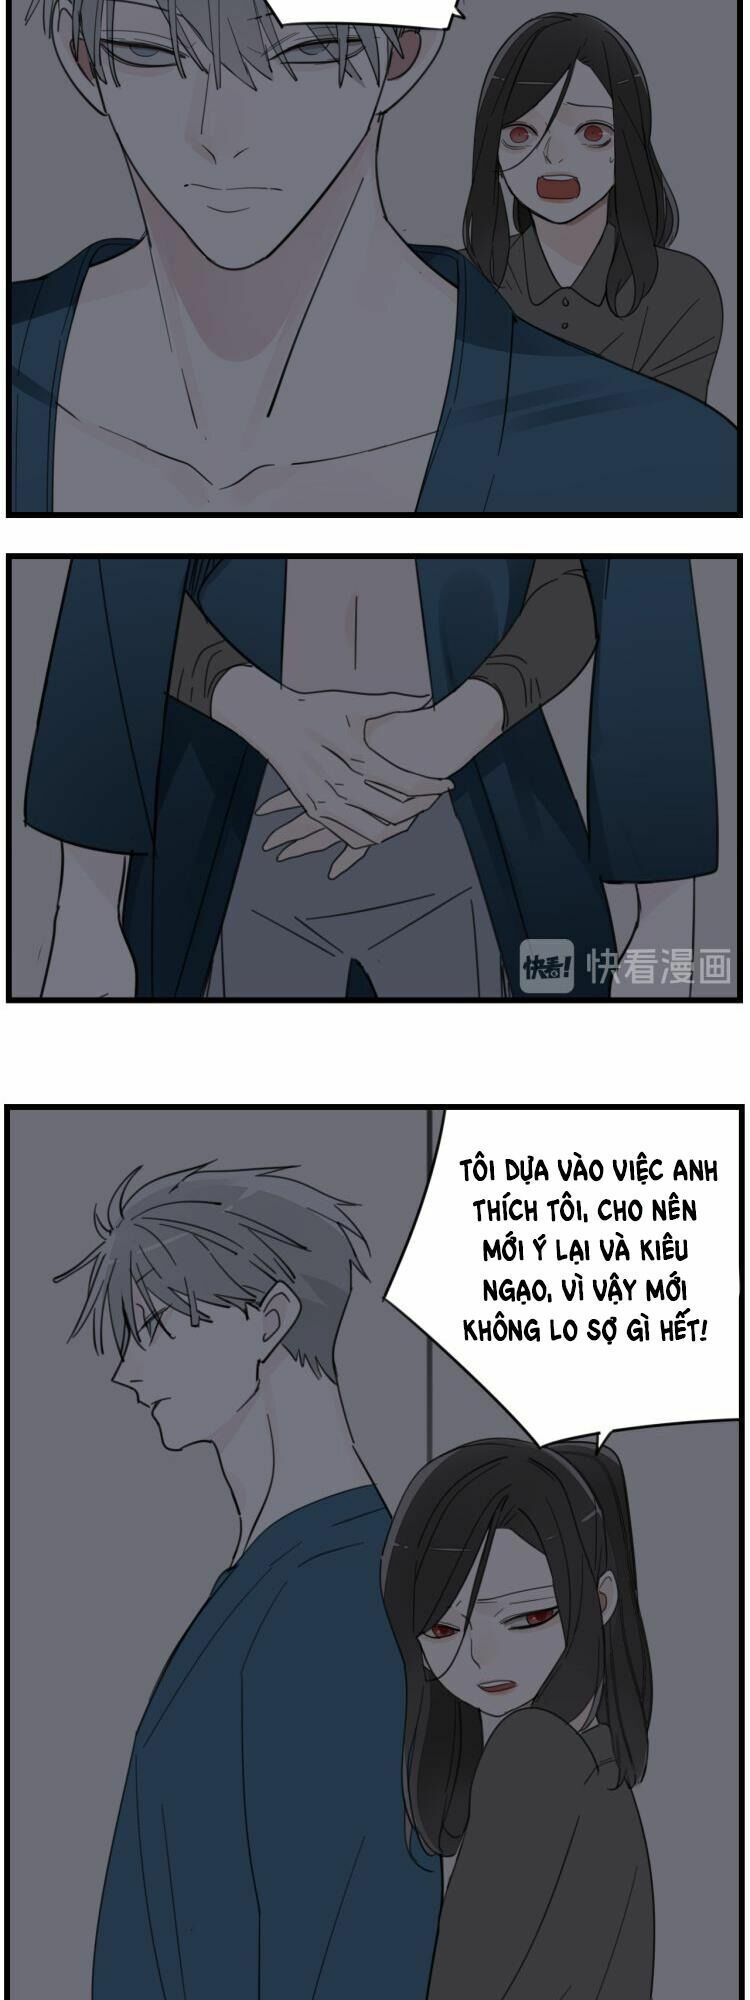 快看! 快看漫画
TÔI DỰA VÀO VIỆC ANH
THÍCH TÔI, CHO NÊN
MỚI Ý LẠI VÀ KIÊU
NGẠO, VÌ VẬY MỚI
KHÔNG LO SỢ GÌ HẾT!